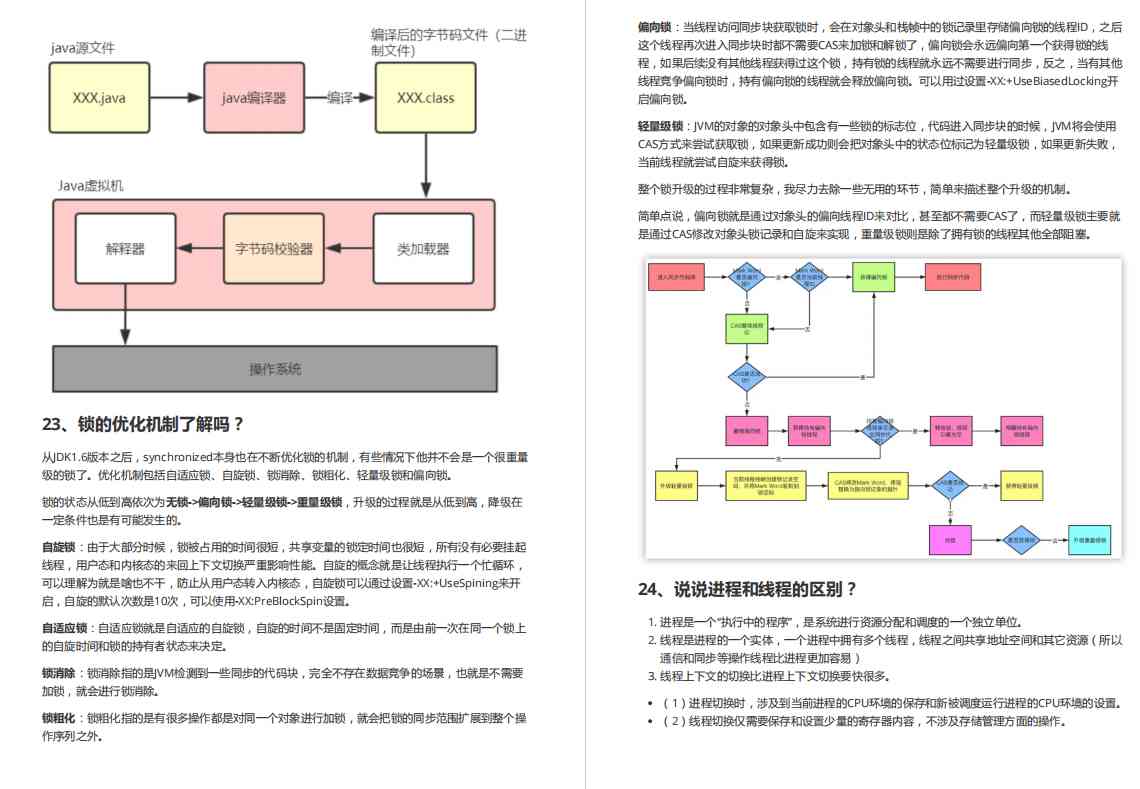 java源文件
编译后的字节码文件（二进
制文件）
XXX.java
java编译器
编译
XXX.class
Java虚拟机
解释器
字节码校验器
类加载器
操作系统
23、锁的优化机制了解吗？
从JDK1.6版本之后，synchronized本身也在不断优化锁的机制，有些情况下他并不会是一个很重量
级的锁了。优化机制包括自适应锁、自旋锁、锁消除、锁粗化、轻量级锁和偏向锁。
锁的状态从低到高依次为无锁->偏向锁->轻量级锁->重量级锁，升级的过程就是从低到高，降级在
一定条件也是有可能发生的。
自旋锁：由于大部分时候，锁被占用的时间很短，共享变量的锁定时间也很短，所有没有必要挂起
线程，用户态和内核态的来回上下文切换严重影响性能。自旋的概念就是让线程执行一个忙循环，
可以理解为就是啥也不干，防止从用户态转入内核态，自旋锁可以通过设置-XX:+UseSpining来开
启，自旋的默认次数是10次，可以使用-XX:PreBlockSpin设置。
自适应锁：自适应锁就是自适应的自旋锁，自旋的时间不是固定时间，而是由前一次在同一个锁上
的自旋时间和锁的持有者状态来决定。
锁消除：锁消除指的是JVM检测到一些同步的代码块，完全不存在数据竞争的场景，也就是不需要
加锁，就会进行锁消除。
锁粗化：锁粗化指的是有很多操作都是对同一个对象进行加锁，就会把锁的同步范围扩展到整个操
作序列之外。
偏向锁：当线程访问同步块获取锁时，会在对象头和栈帧中的锁记录里存储偏向锁的线程ID，之后
这个线程再次进入同步块时都不需要CAS来加锁和解锁了，偏向锁会永远偏向第一个获得锁的线
程，如果后续没有其他线程获得过这个锁，持有锁的线程就永远不需要进行同步，反之，当有其他
线程竞争偏向锁时，持有偏向锁的线程就会释放偏向锁。可以用过设置-XX:+UseBiasedLocking开
启偏向锁。
轻量级锁：JVM的对象的对象头中包含有一些锁的标志位，代码进入同步块的时候，JVM将会使用
CAS方式来尝试获取锁，如果更新成功则会把对象头中的状态位标记为轻量级锁，如果更新失败，
当前线程就尝试自旋来获得锁。
整个锁升级的过程非常复杂，我尽力去除一些无用的环节，简单来描述整个升级的机制。
简单点说，偏向锁就是通过对象头的偏向线程ID来对比，甚至都不需要CAS了，而轻量级锁主要就
是通过CAS修改对象头锁记录和自旋来实现，重量级锁则是除了拥有锁的线程其他全部阻塞。
升级轻量级锁
获得轻量级锁
自旋
升级重量级锁
24、说说进程和线程的区别？
1. 进程是一个“执行中的程序”，是系统进行资源分配和调度的一个独立单位。
2. 线程是进程的一个实体，一个进程中拥有多个线程，线程之间共享地址空间和其它资源（所以
通信和同步等操作线程比进程更加容易）
3. 线程上下文的切换比进程上下文切换要快很多。
• （1）进程切换时，涉及到当前进程的CPU环境的保存和新被调度运行进程的CPU环境的设置。
• （2）线程切换仅需要保存和设置少量的寄存器内容，不涉及存储管理方面的操作。